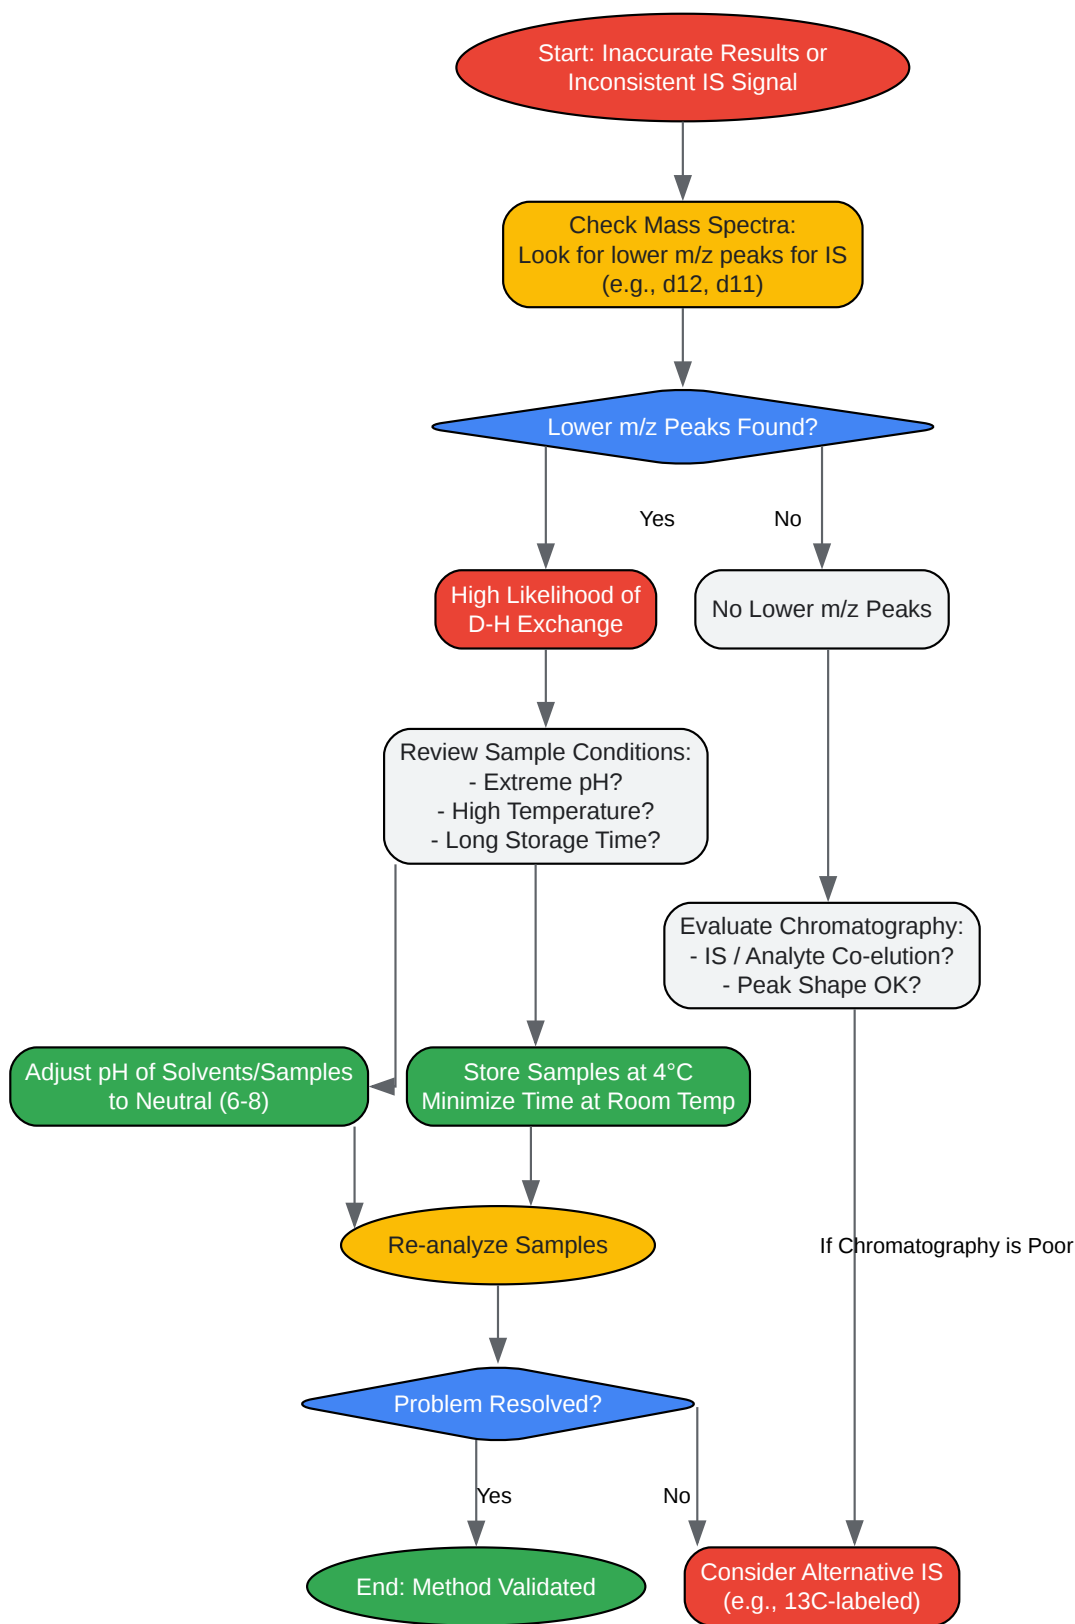 Start: Inaccurate Results or
Inconsistent IS Signal
Check Mass Spectra:
Look for lower m/z peaks for IS
(e.g., d12, d11)
Lower m/z Peaks Found?
Yes
No
High Likelihood of
D-H Exchange
No Lower m/z Peaks
Review Sample Conditions:
- Extreme pH?
- High Temperature?
- Long Storage Time?
Evaluate Chromatography:
- IS / Analyte Co-elution?
- Peak Shape OK?
Adjust pH of Solvents/Samples
to Neutral (6-8)
Store Samples at 4°C
Minimize Time at Room Temp
Re-analyze Samples
If Chromatography is Poor
Problem Resolved?
Yes
No
End: Method Validated
Consider Alternative IS
(e.g., 13C-labeled)